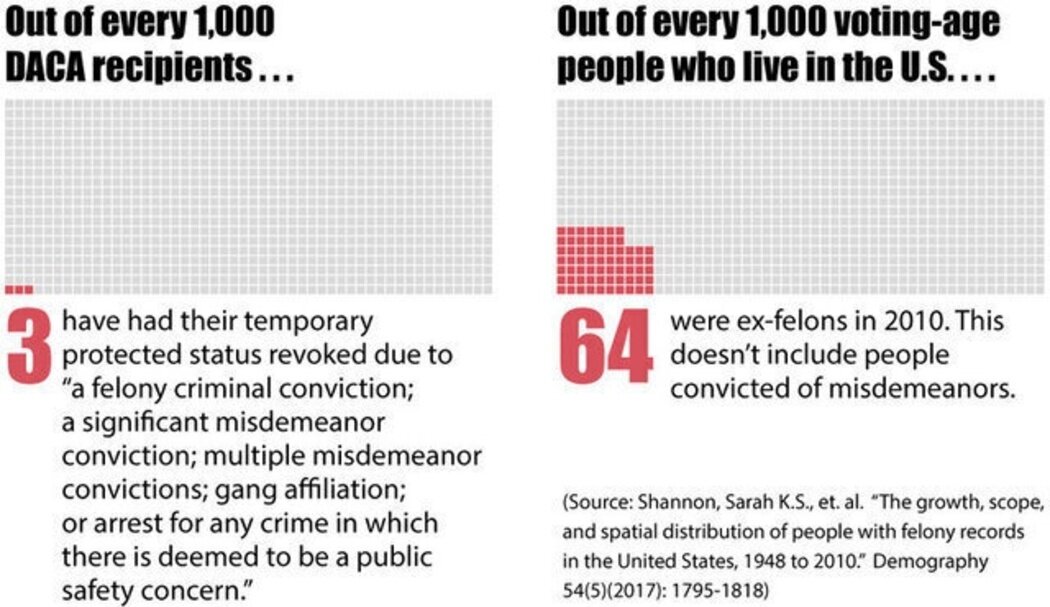 Out of every 1,000
DACA recipients . . .
3 have had their temporary
protected status revoked due to
“a felony criminal conviction;
a significant misdemeanor
conviction; multiple misdemeanor
convictions; gang affiliation;
or arrest for any crime in which
there is deemed to be a public
safety concern.”
Out of every 1,000 voting-age
people who live in the U.S. . . .
64 were ex-felons in 2010. This
doesn’t include people
convicted of misdemeanors.
(Source: Shannon, Sarah K.S., et. al. “The growth, scope,
and spatial distribution of people with felony records
in the United States, 1948 to 2010.” Demography
54(5)(2017): 1795-1818)